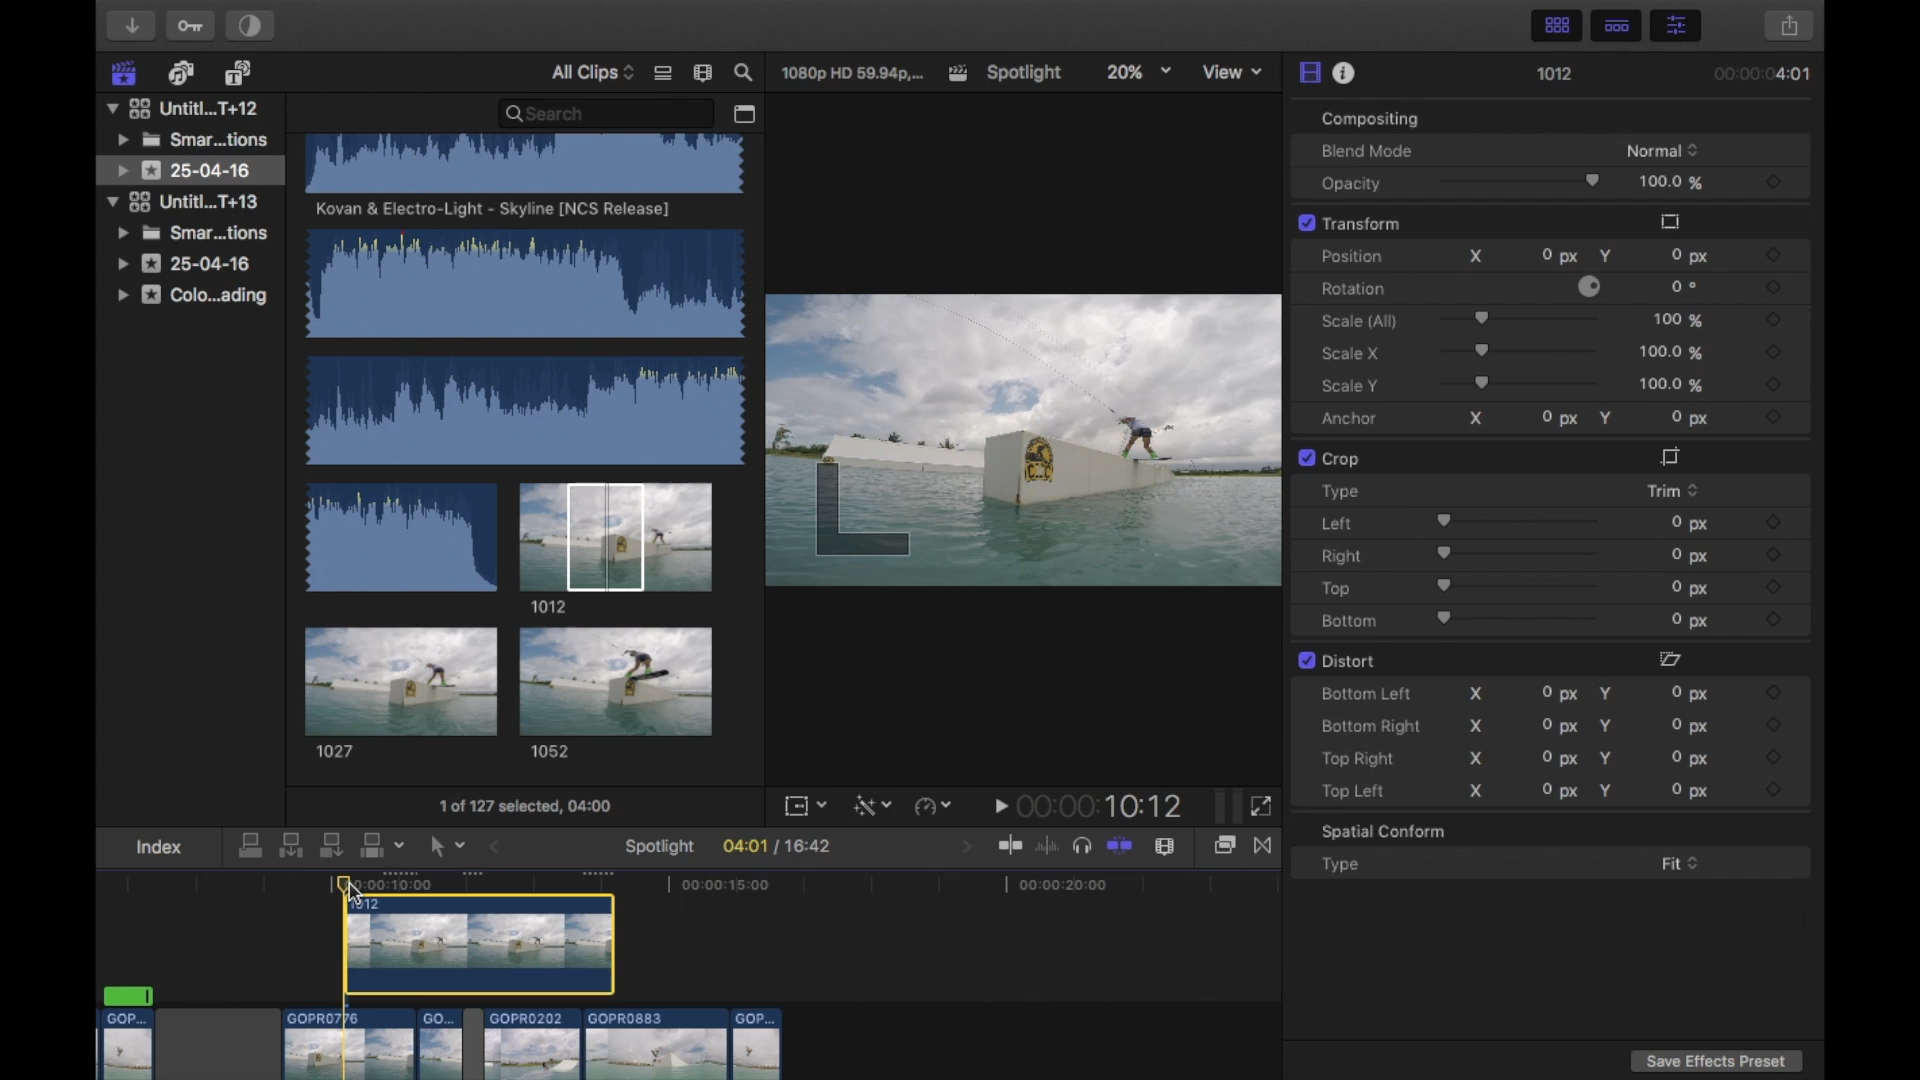 All Clips
1080p HD 59.94p,...
Spotlight
20%
View
1012
00:00:04:01
Untitl...T+12
Smar...tions
25-04-16
Untitl...T+13
Smar...tions
25-04-16
Colo...ading
Search
Kovan & Electro-Light - Skyline [NCS Release]
1012
1027
1052
1 of 127 selected, 04:00
00:00:10:12
Compositing
Blend Mode Normal
Opacity 100.0 %
Transform
Position X 0 px Y 0 px
Rotation 0 °
Scale (All) 100 %
Scale X 100.0 %
Scale Y 100.0 %
Anchor X 0 px Y 0 px
Crop
Type Trim
Left 0 px
Right 0 px
Top 0 px
Bottom 0 px
Distort
Bottom Left X 0 px Y 0 px
Bottom Right X 0 px Y 0 px
Top Right X 0 px Y 0 px
Top Left X 0 px Y 0 px
Spatial Conform
Type Fit
Save Effects Preset
Index
Spotlight
04:01 / 16:42
00:00:10:00
00:00:15:00
00:00:20:00
1012
GOP...
GOPR0776
GO...
GOPR0202
GOPR0883
GOP...